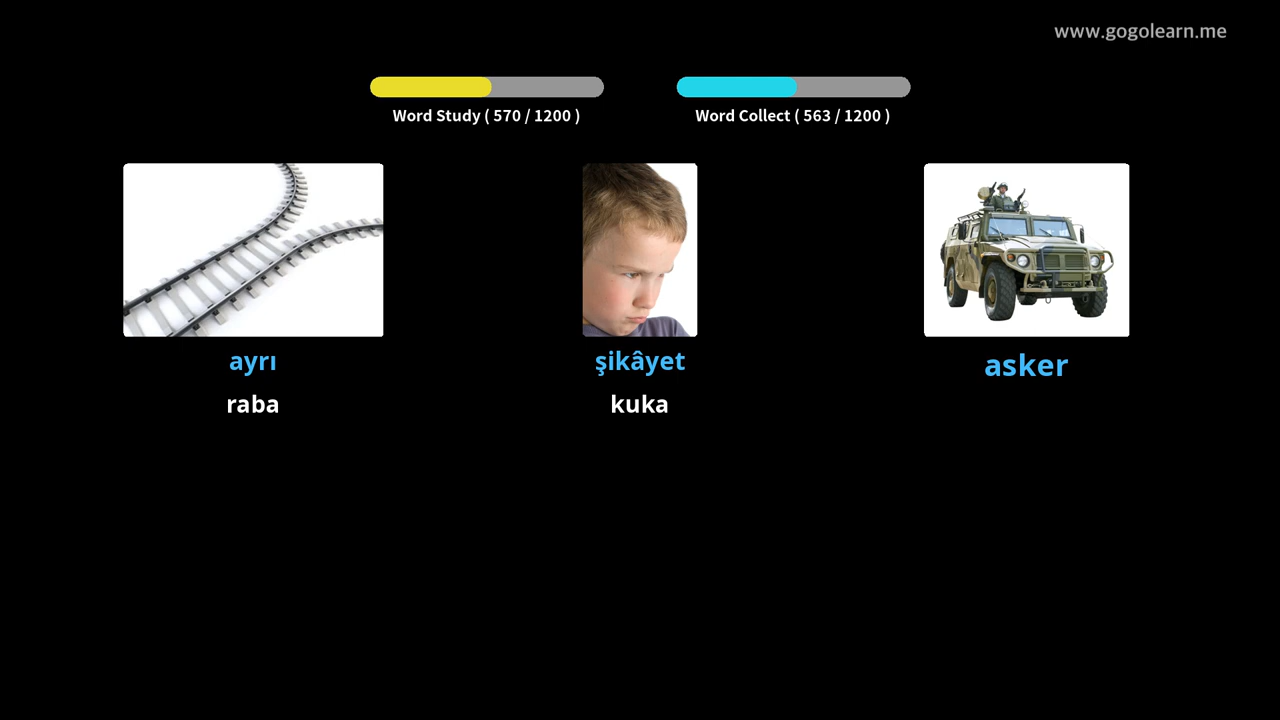 www.gogolearn.me
Word Study ( 570 / 1200 )
Word Collect ( 563 / 1200 )
ayrı
şikâyet
asker
raba
kuka